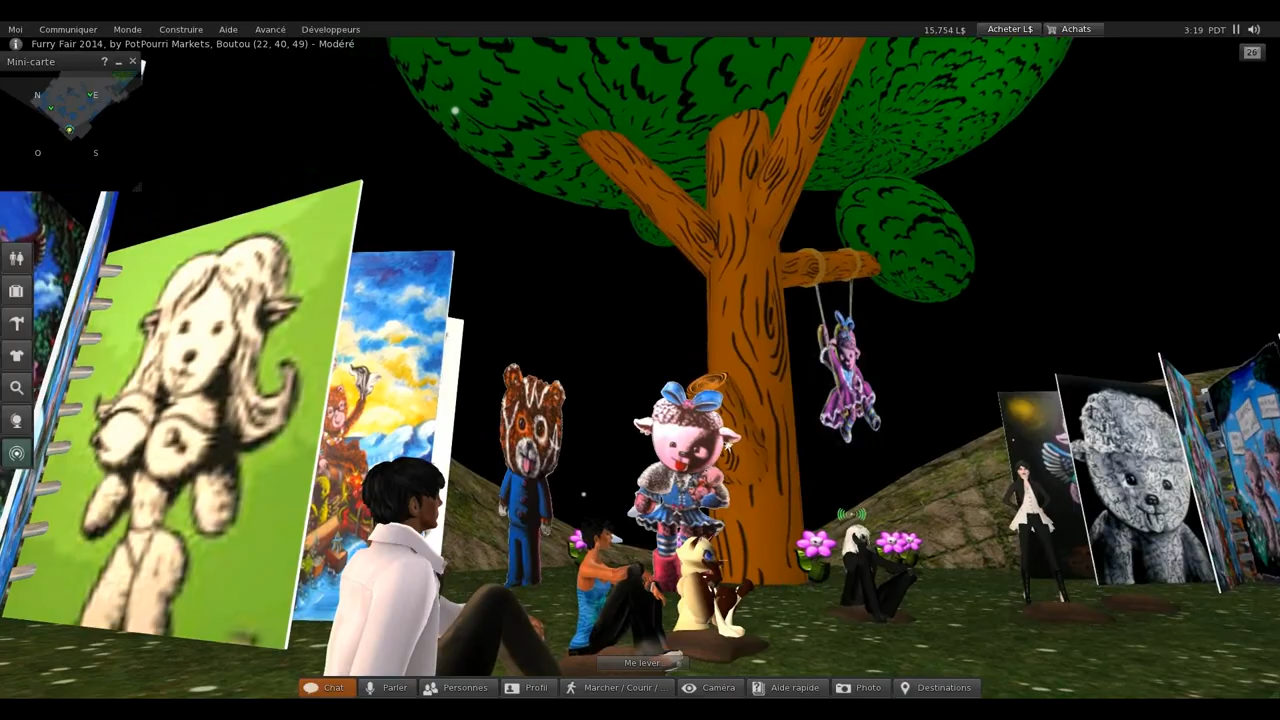 Moi Communiquer Monde Construire Aide Avancé Développeurs 15,754 L$ Acheter L$ Achats 3:19 PDT
Furry Fair 2014, by PotPourri Markets, Boutou (22, 40, 49) - Modéré
26
Mini-carte ?
N E
O S
Me lever
Chat Parler Personnes Profil Marcher / Courir / ... Caméra Aide rapide Photo Destinations